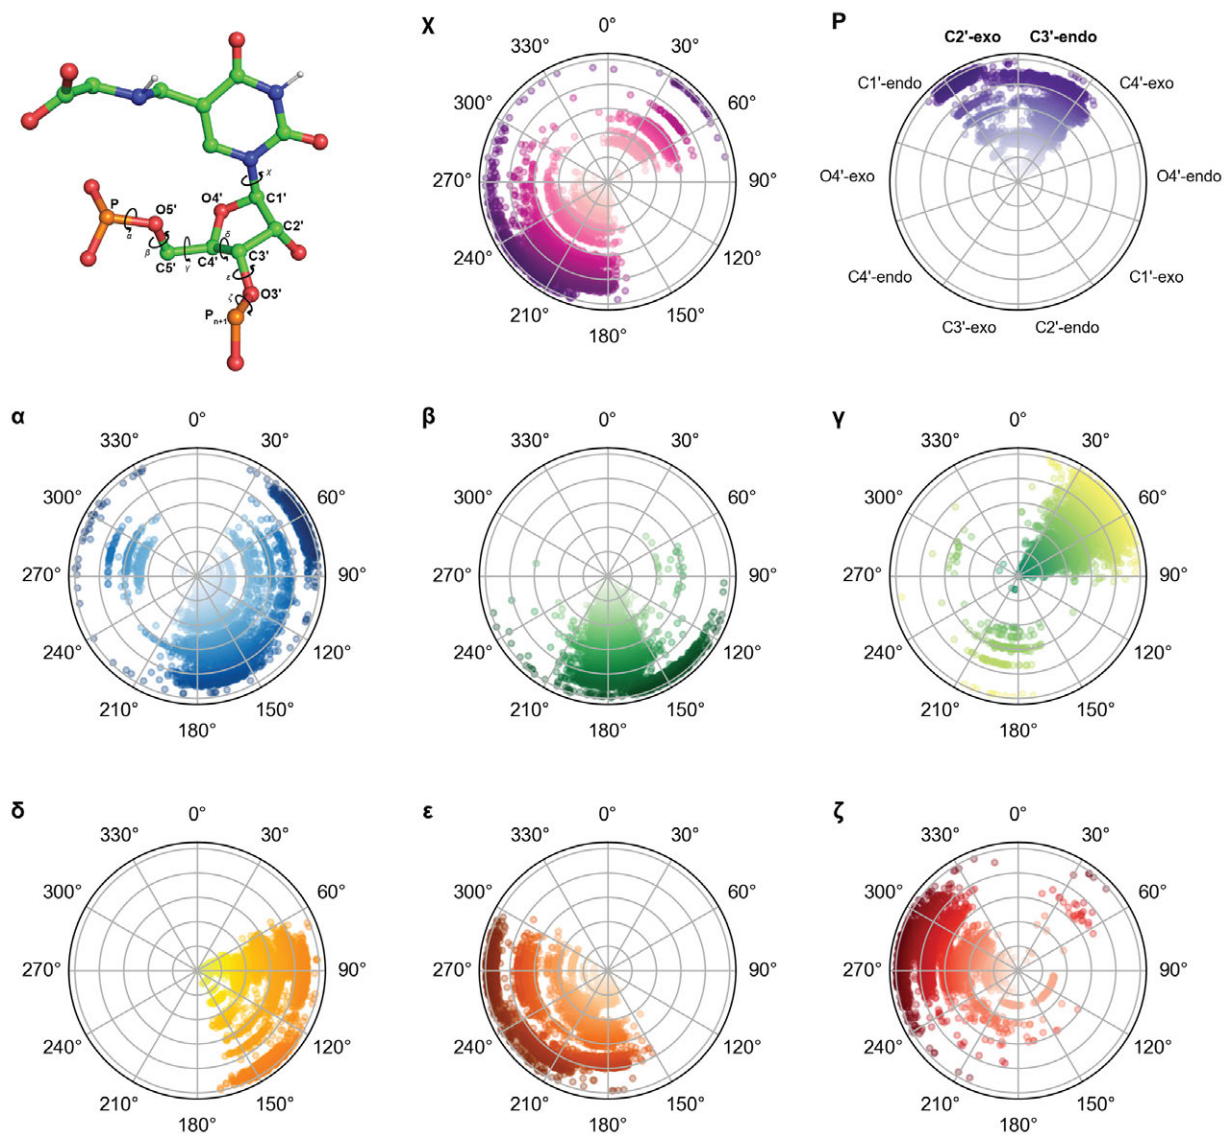 χ
0°
30°
60°
90°
120°
150°
180°
210°
240°
270°
300°
330°
P
C2'-exo
C3'-endo
C4'-exo
O4'-endo
C1'-exo
C2'-endo
C3'-exo
C4'-endo
O4'-exo
C1'-endo
χ
O4'
C1'
P
O5'
α
β
C5'
γ
C4'
δ
C3'
C2'
ε
ζ
O3'
Pn+1
α
0°
30°
60°
90°
120°
150°
180°
210°
240°
270°
300°
330°
β
0°
30°
60°
90°
120°
150°
180°
210°
240°
270°
300°
330°
γ
0°
30°
60°
90°
120°
150°
180°
210°
240°
270°
300°
330°
δ
0°
30°
60°
90°
120°
150°
180°
210°
240°
270°
300°
330°
ε
0°
30°
60°
90°
120°
150°
180°
210°
240°
270°
300°
330°
ζ
0°
30°
60°
90°
120°
150°
180°
210°
240°
270°
300°
330°